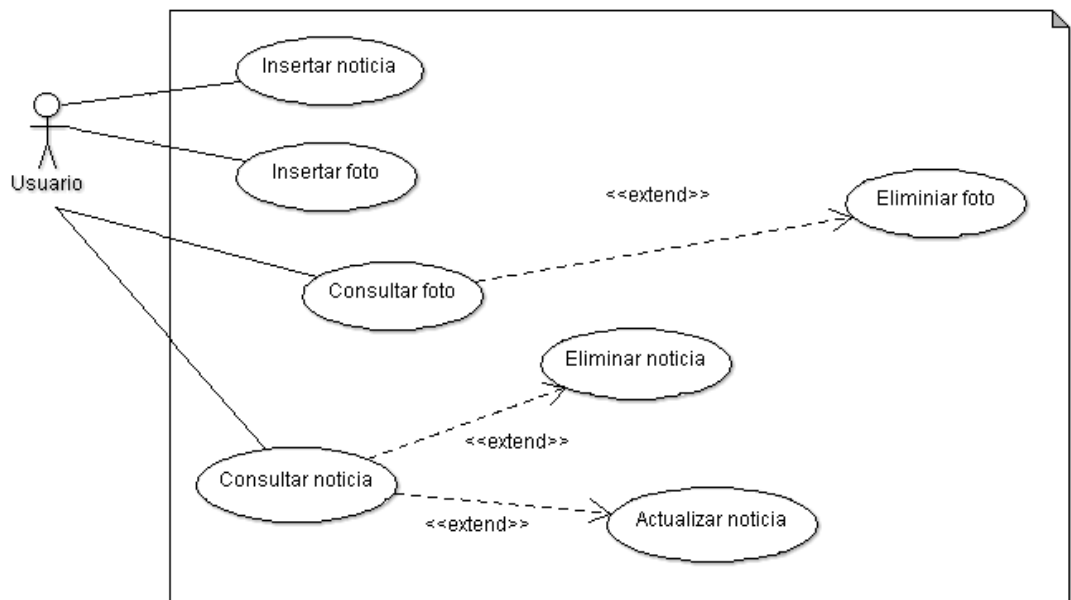 Insertar noticia
Insertar foto
Usuario
<<extend>>
Eliminiar foto
Consultar foto
Eliminar noticia
<<extend>>
Consultar noticia
<<extend>>
Actualizar noticia